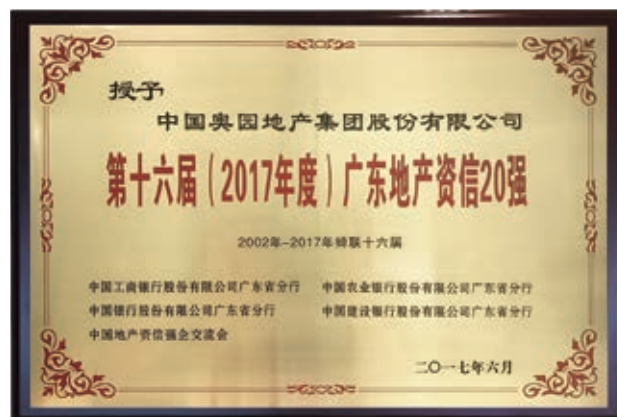 授予
中国奥园地产集团股份有限公司
第十六届（2017年度）广东地产资信20强
2002年-2017年蝉联十六届
中国工商银行股份有限公司广东省分行 中国农业银行股份有限公司广东省分行
中国银行股份有限公司广东省分行 中国建设银行股份有限公司广东省分行
中国地产资信强企交流会
二〇一七年六月